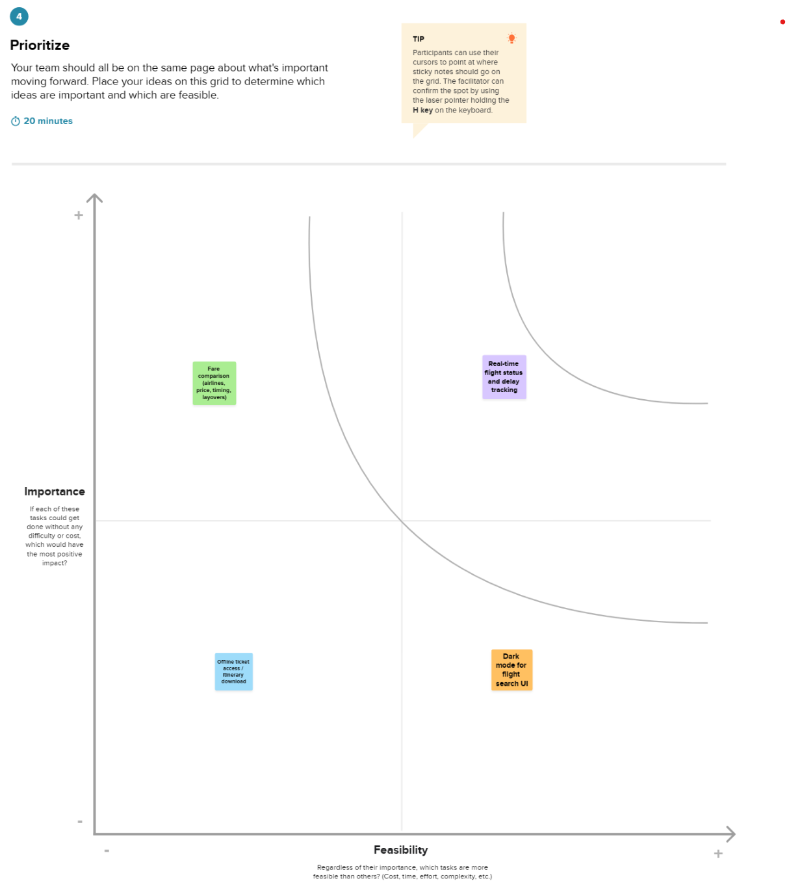 4
Prioritize
Your team should all be on the same page about what's important
moving forward. Place your ideas on this grid to determine which
ideas are important and which are feasible.
20 minutes
TIP
Participants can use their
cursors to point at where
sticky notes should go on
the grid. The facilitator can
confirm the spot by using
the laser pointer holding the
H key on the keyboard.
+
Fare
comparison
(airlines,
price, timing,
layovers)
Real-time
flight status
and delay
tracking
Importance
If each of these
tasks could get
done without any
difficulty or cost,
which would have
the most positive
impact?
Offline ticket
access /
itinerary
download
Dark
mode for
flight
search UI
-
-
Feasibility
+
Regardless of their importance, which tasks are more
feasible than others? (Cost, time, effort, complexity, etc.)